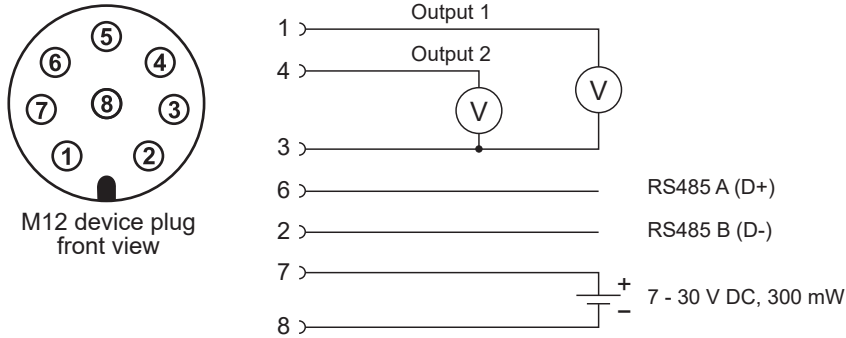 5
6
4
7
8
3
1
2
M12 device plug
front view
1
Output 1
4
Output 2
V
V
3
6
RS485 A (D+)
2
RS485 B (D-)
7
+
7 - 30 V DC, 300 mW
–
8